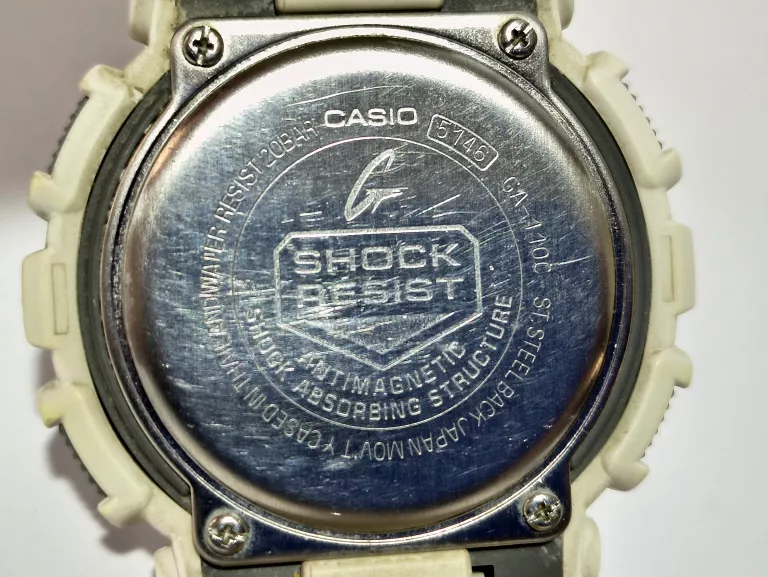 CASIO
5146
GA-110C ST. STEEL BACK JAPAN MOV'T Y CASED IN THAILAND WATER RESIST 20BAR
G
SHOCK
RESIST
ANTIMAGNETIC
SHOCK ABSORBING STRUCTURE